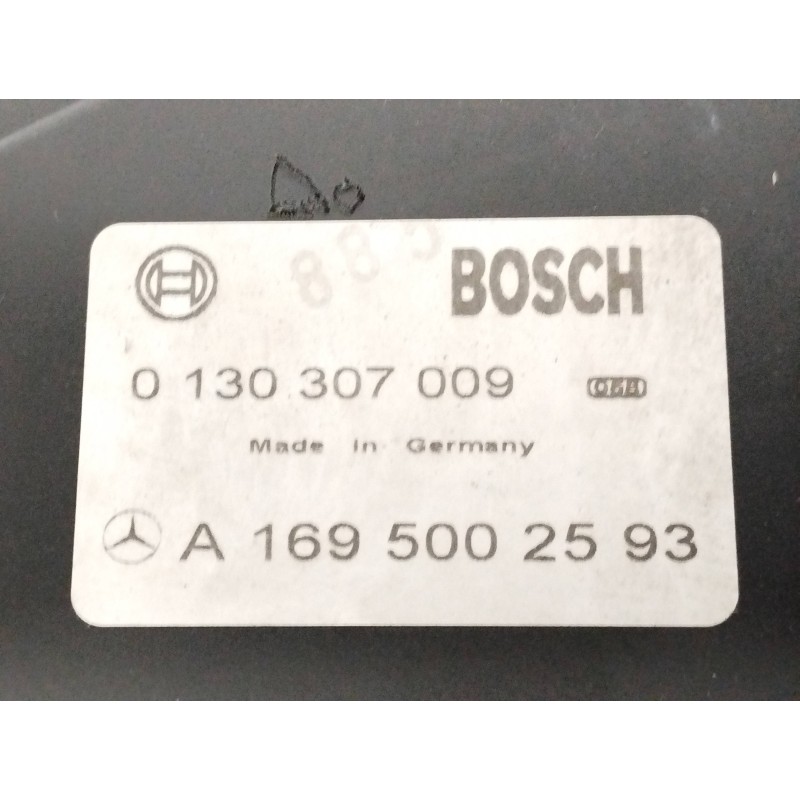 BOSCH
0 130 307 009
Made in Germany
A 169 500 25 93